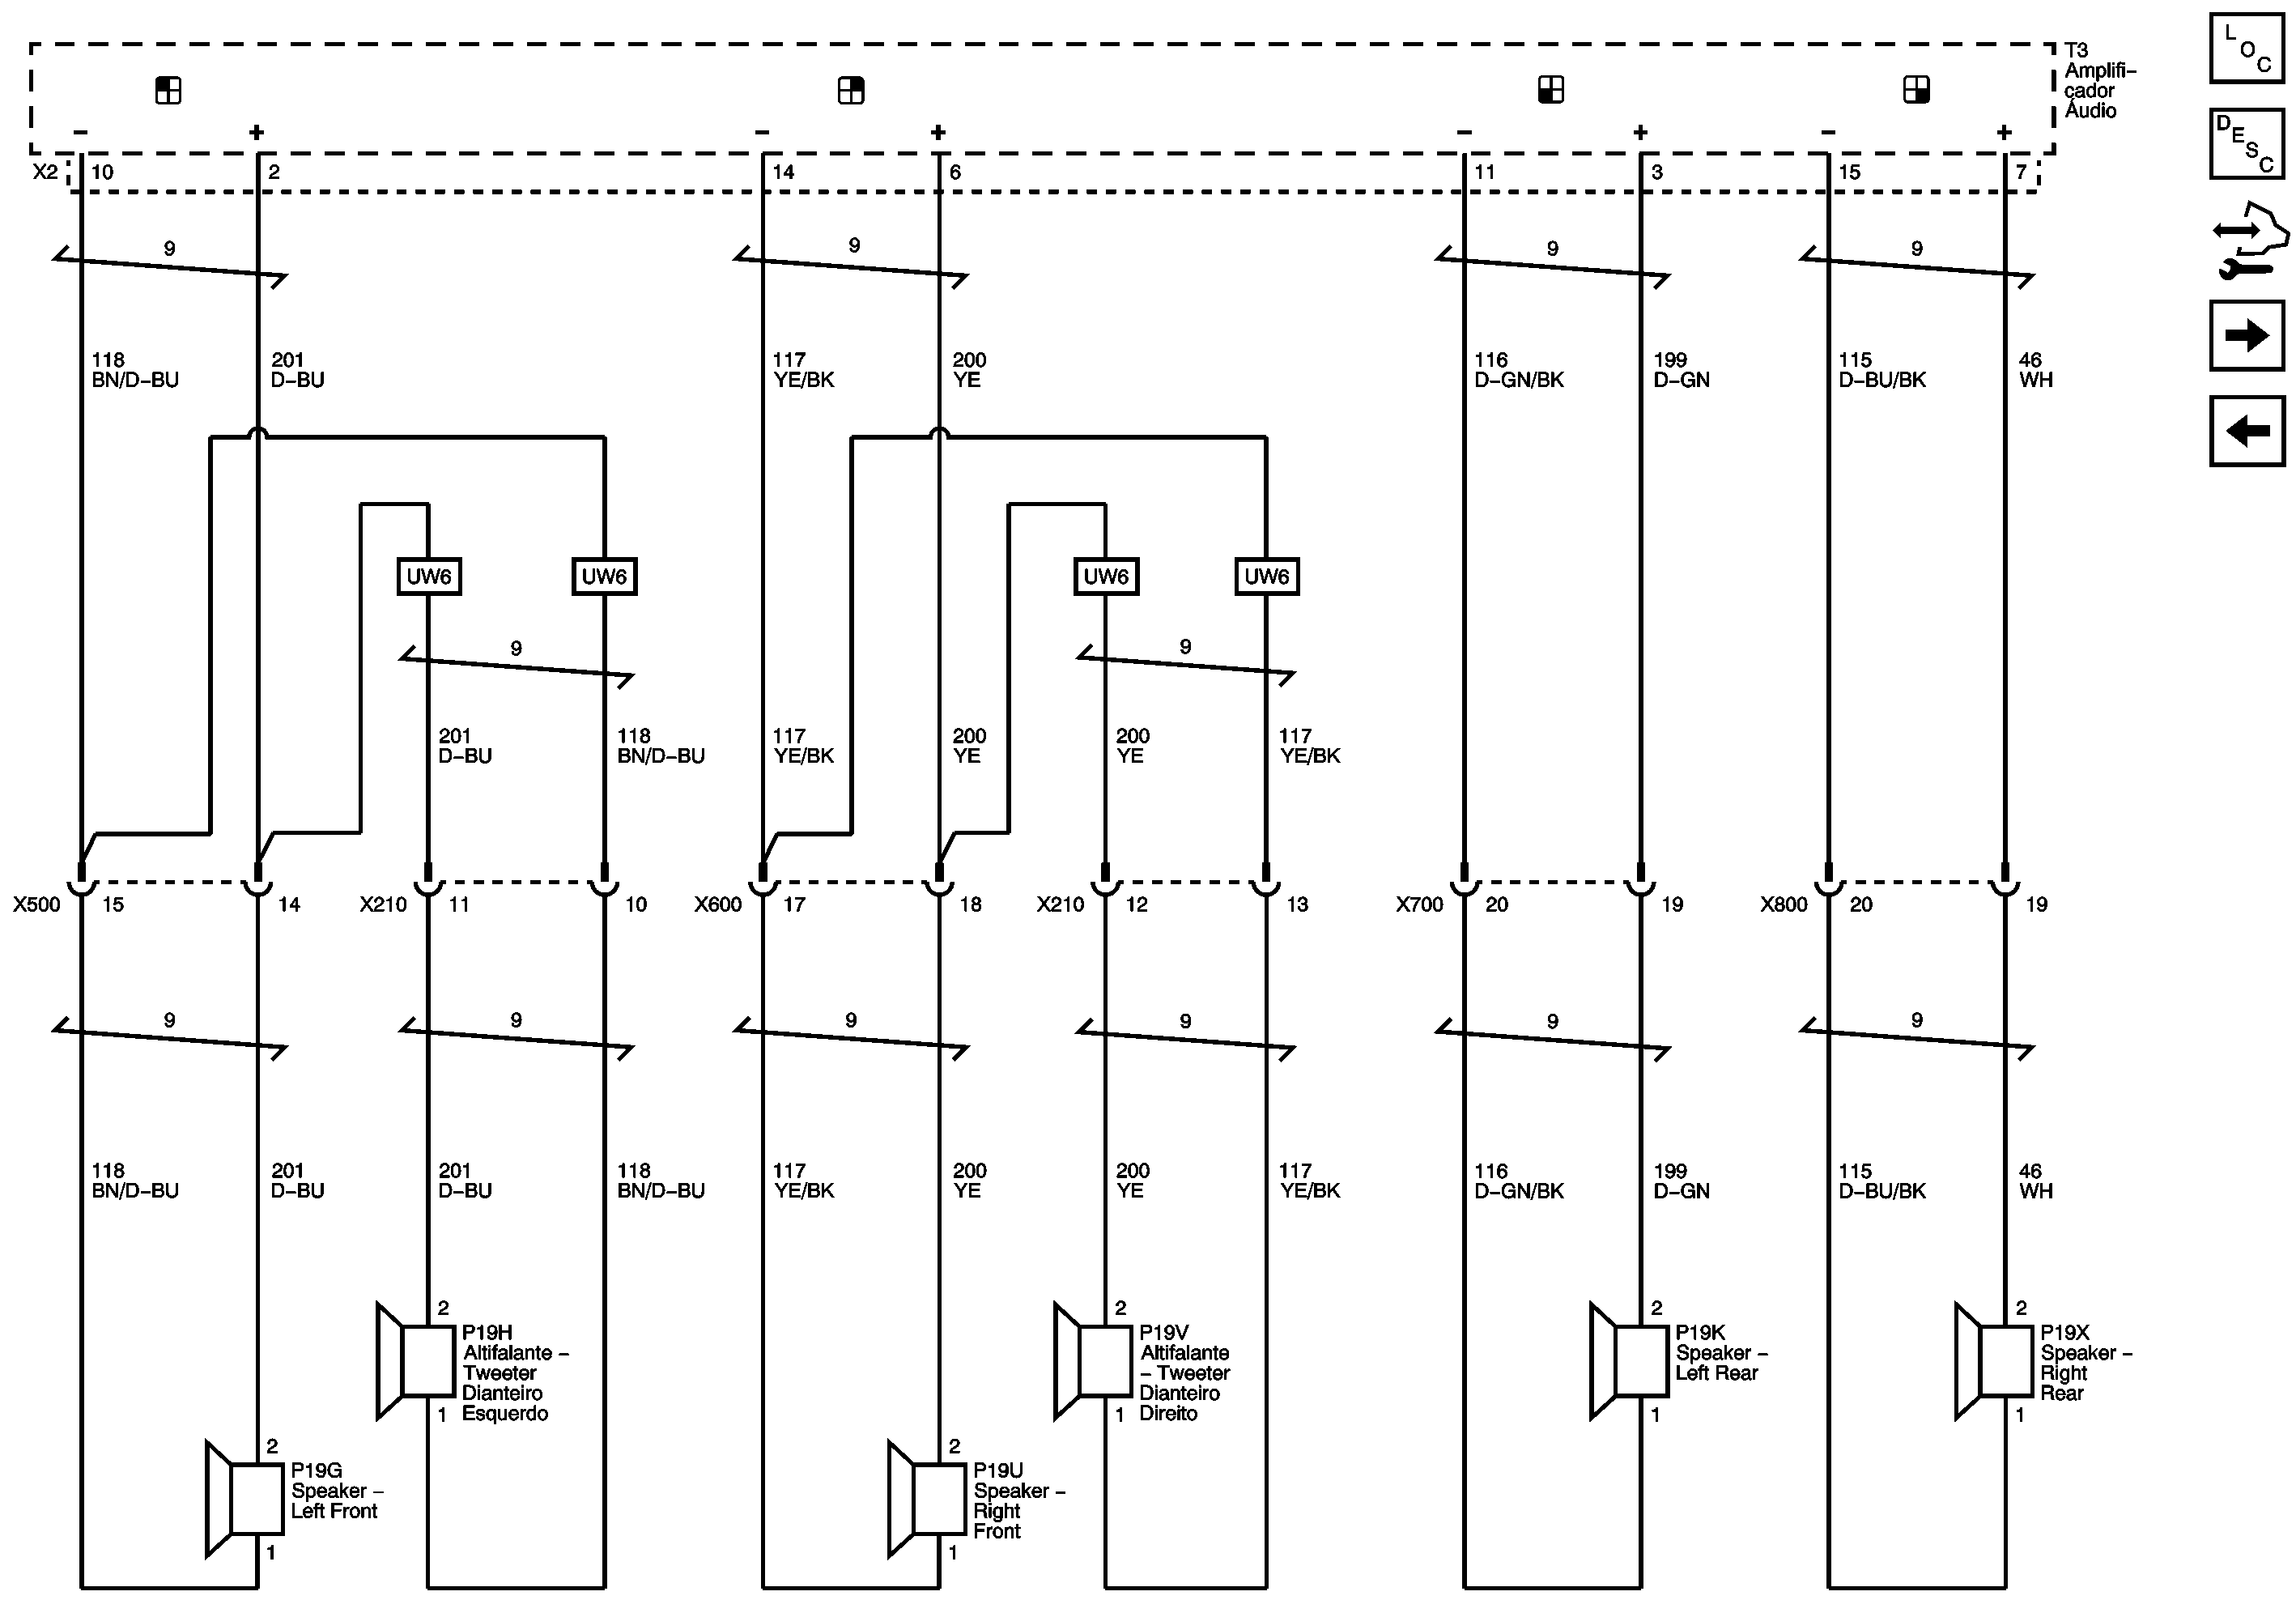 T3
Amplifi–
cador
Áudio
L
O
C
D
E
S
C
– + – + – + – +
X2 10 2 14 6 11 3 15 7
9 9 9 9
118 201 117 200 116 199 115 46
BN/D–BU D–BU YE/BK YE D–GN/BK D–GN D–BU/BK WH
UW6 UW6 UW6 UW6
9 9
201 118 117 200 200 117
D–BU BN/D–BU YE/BK YE YE YE/BK
X500 15 14 X210 11 10 X600 17 18 X210 12 13 X700 20 19 X800 20 19
9 9 9 9 9 9
118 201 201 118 117 200 200 117 116 199 115 46
BN/D–BU D–BU D–BU BN/D–BU YE/BK YE YE YE/BK D–GN/BK D–GN D–BU/BK WH
2
P19H
Altifalante –
Tweeter
Dianteiro
Esquerdo
1
2
P19V
Altifalante
– Tweeter
Dianteiro
Direito
1
2
P19K
Speaker –
Left Rear
1
2
P19X
Speaker –
Right
Rear
1
2
P19G
Speaker –
Left Front
1
2
P19U
Speaker –
Right
Front
1